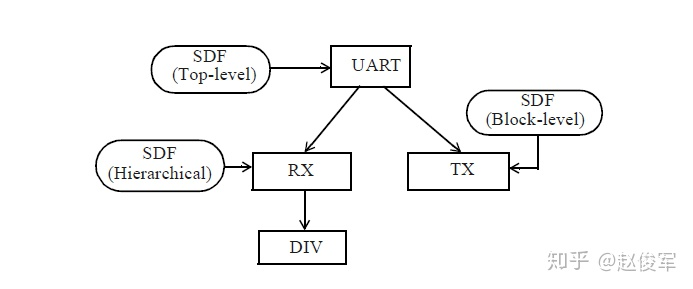 SDF
(Top-level)
UART
SDF
(Block-level)
SDF
(Hierarchical)
RX
TX
DIV
知乎 @赵俊军